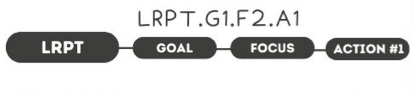 LRPT.G1.F2.A1
LRPT GOAL FOCUS ACTION #1